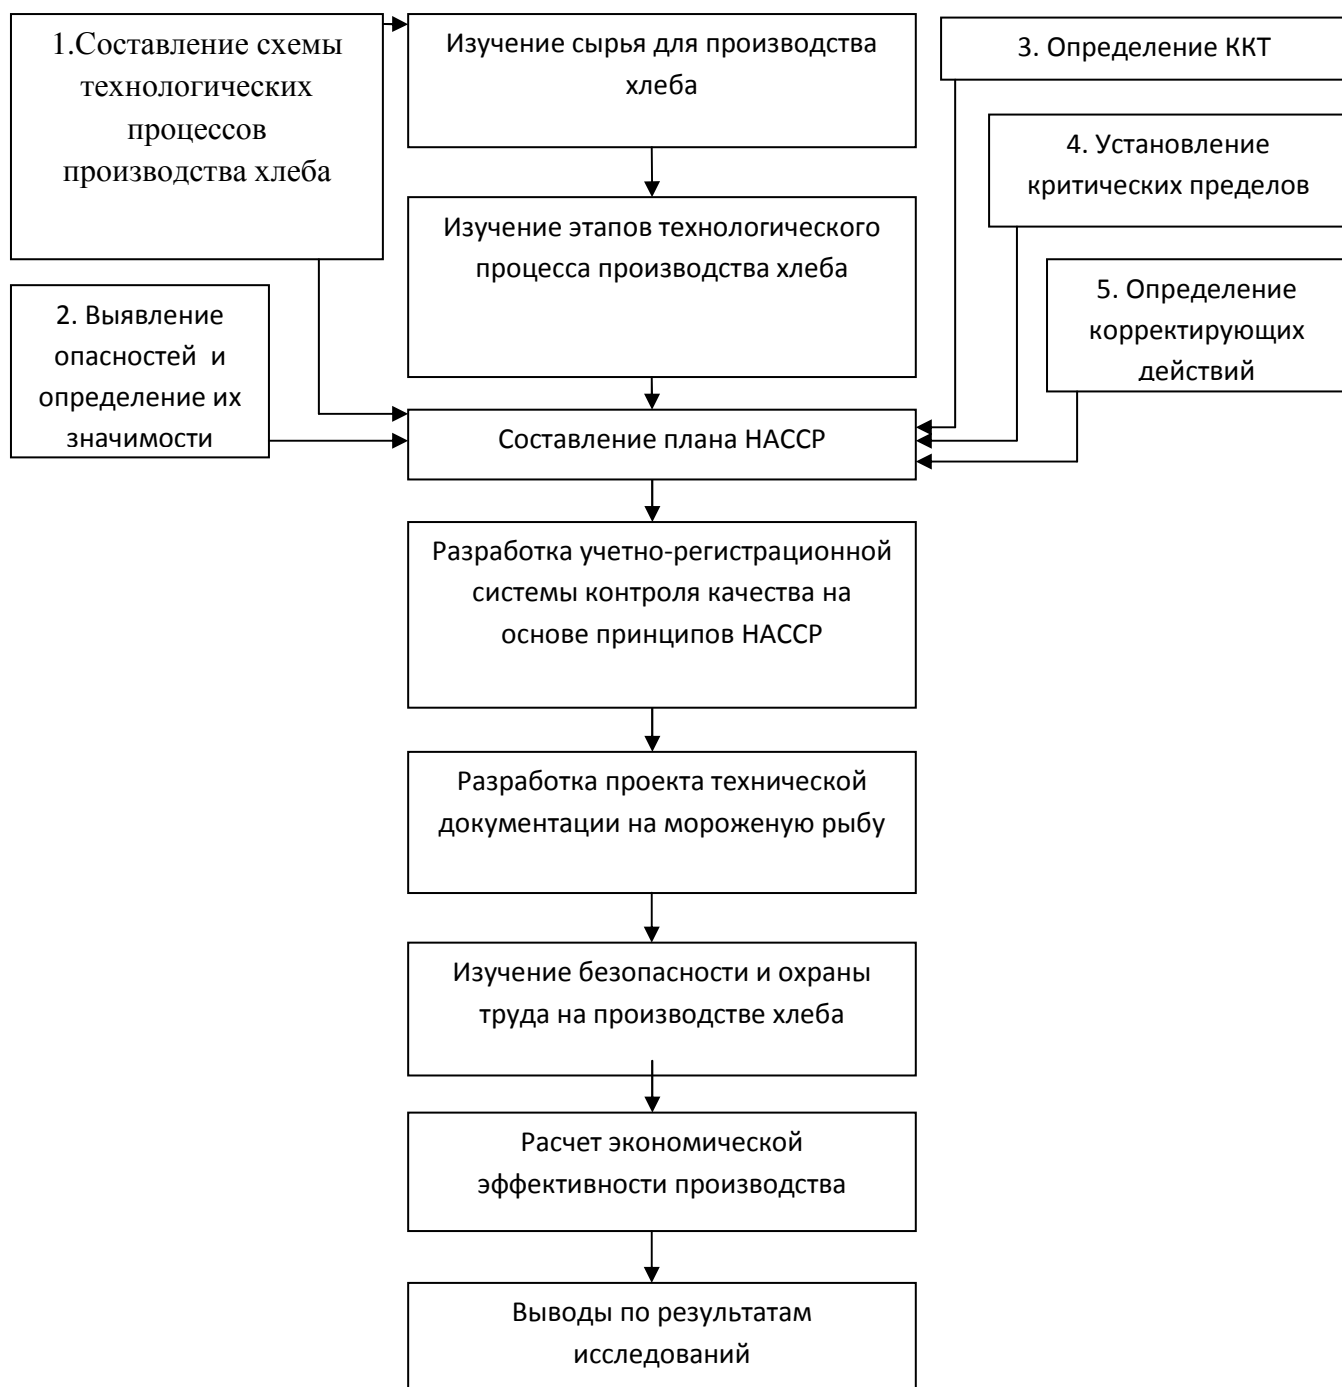 1.Составление схемы
технологических
процессов
производства хлеба
Изучение сырья для производства
хлеба
3. Определение ККТ
4. Установление
критических пределов
Изучение этапов технологического
процесса производства хлеба
5. Определение
корректирующих
действий
2. Выявление
опасностей и
определение их
значимости
Составление плана НАССР
Разработка учетно-регистрационной
системы контроля качества на
основе принципов НАССР
Разработка проекта технической
документации на мороженую рыбу
Изучение безопасности и охраны
труда на производстве хлеба
Расчет экономической
эффективности производства
Выводы по результатам
исследований